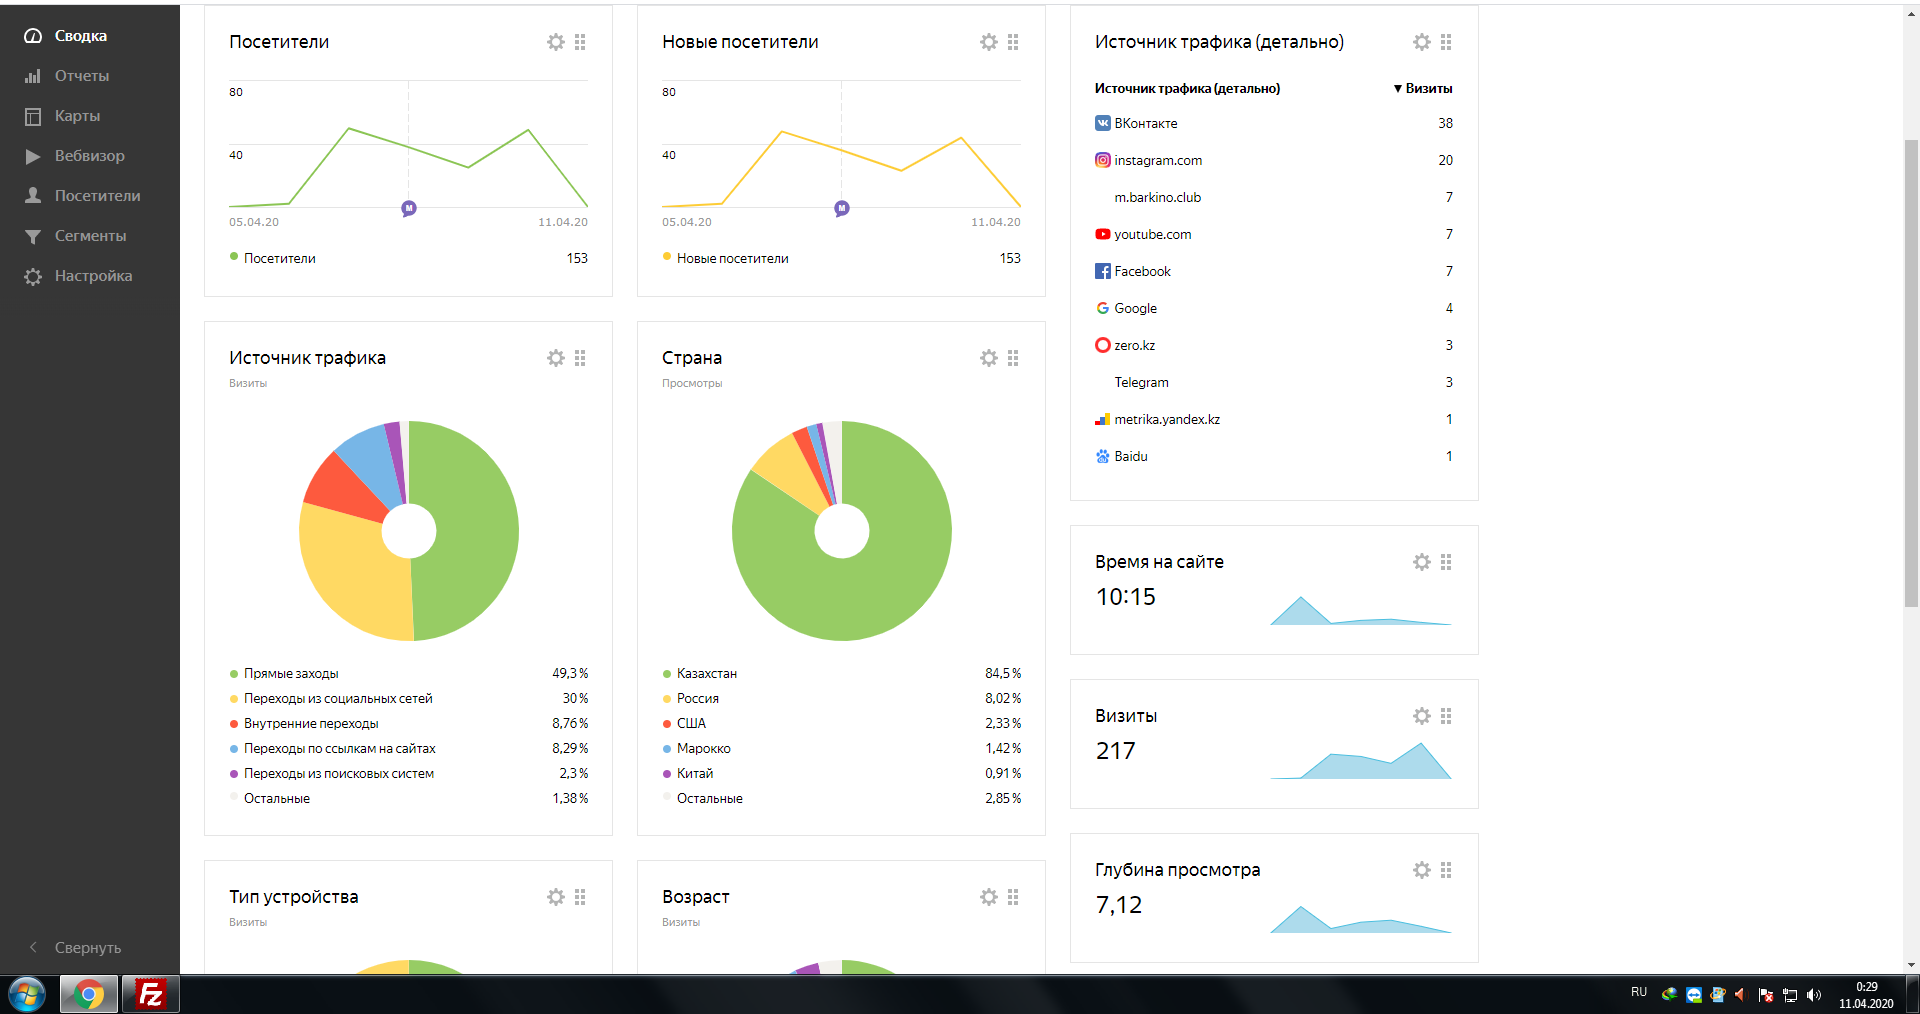 Сводка
Отчеты
Карты
Вебвизор
Посетители
Сегменты
Настройка
Свернуть
Посетители
80
40
05.04.20
м
11.04.20
Посетители 153
Новые посетители
80
40
05.04.20
м
11.04.20
Новые посетители 153
Источник трафика (детально)
Источник трафика (детально) ▼ Визиты
ВКонтакте 38
instagram.com 20
m.barkino.club 7
youtube.com 7
Facebook 7
Google 4
zero.kz 3
Telegram 3
metrika.yandex.kz 1
Baidu 1
Источник трафика
Визиты
Прямые заходы 49,3 %
Переходы из социальных сетей 30 %
Внутренние переходы 8,76 %
Переходы по ссылкам на сайтах 8,29 %
Переходы из поисковых систем 2,3 %
Остальные 1,38 %
Страна
Просмотры
Казахстан 84,5 %
Россия 8,02 %
США 2,33 %
Марокко 1,42 %
Китай 0,91 %
Остальные 2,85 %
Время на сайте
10:15
Визиты
217
Глубина просмотра
7,12
Тип устройства
Визиты
Возраст
Визиты
Fz
RU
0:29
11.04.2020